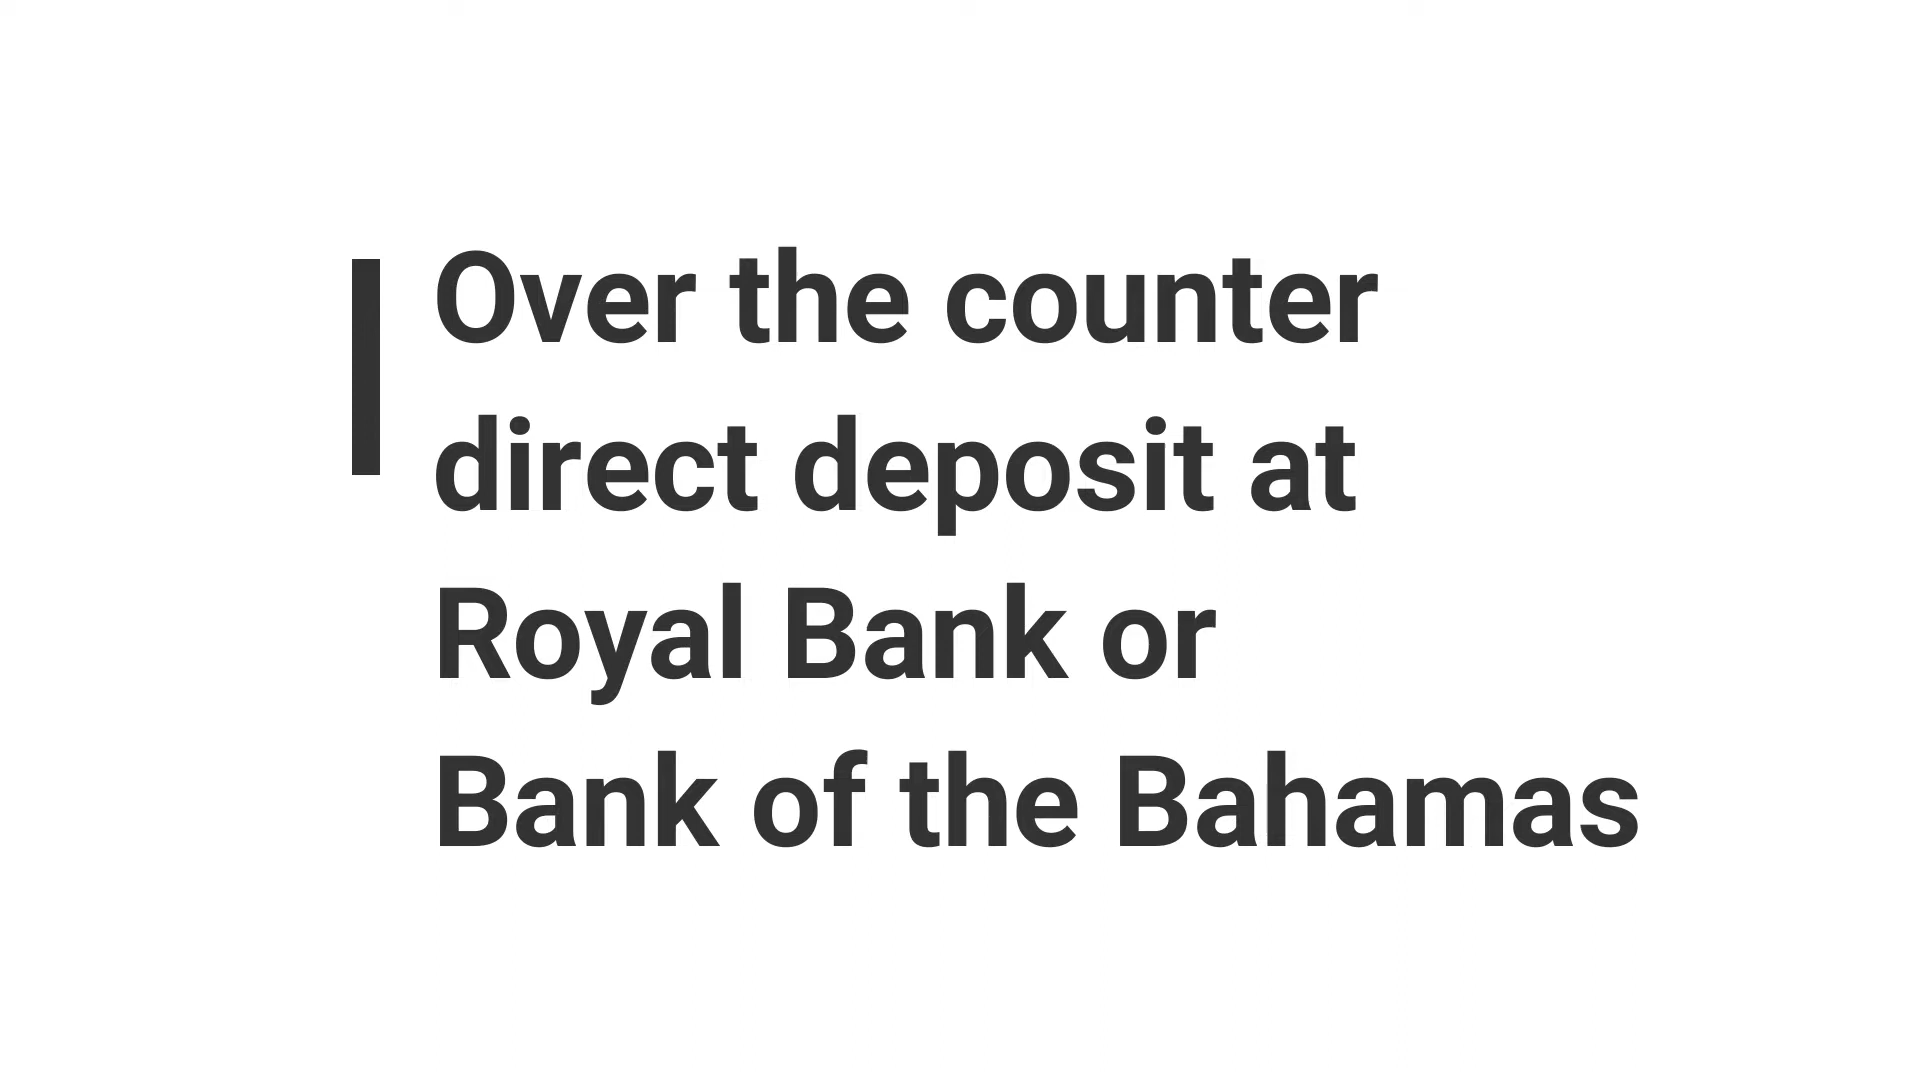 Over the counter
direct deposit at
Royal Bank or
Bank of the Bahamas